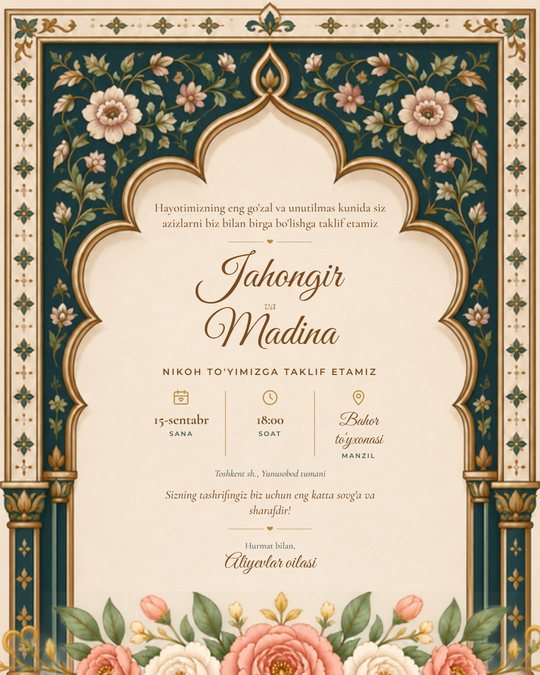 Hayotimizning eng go'zal va unutilmas kunida siz
azizlarni biz bilan birga bo'lishga taklif etamiz
Jahongir
va
Madina
NIKOH TO'YIMIZGA TAKLIF ETAMIZ
15-sentabr
SANA
18:00
SOAT
Bahor
to'yxonasi
MANZIL
Toshkent sh., Yunusobod tumani
Sizning tashrifingiz biz uchun eng katta sovg'a va
sharafdir!
Hurmat bilan,
Aliyevlar oilasi